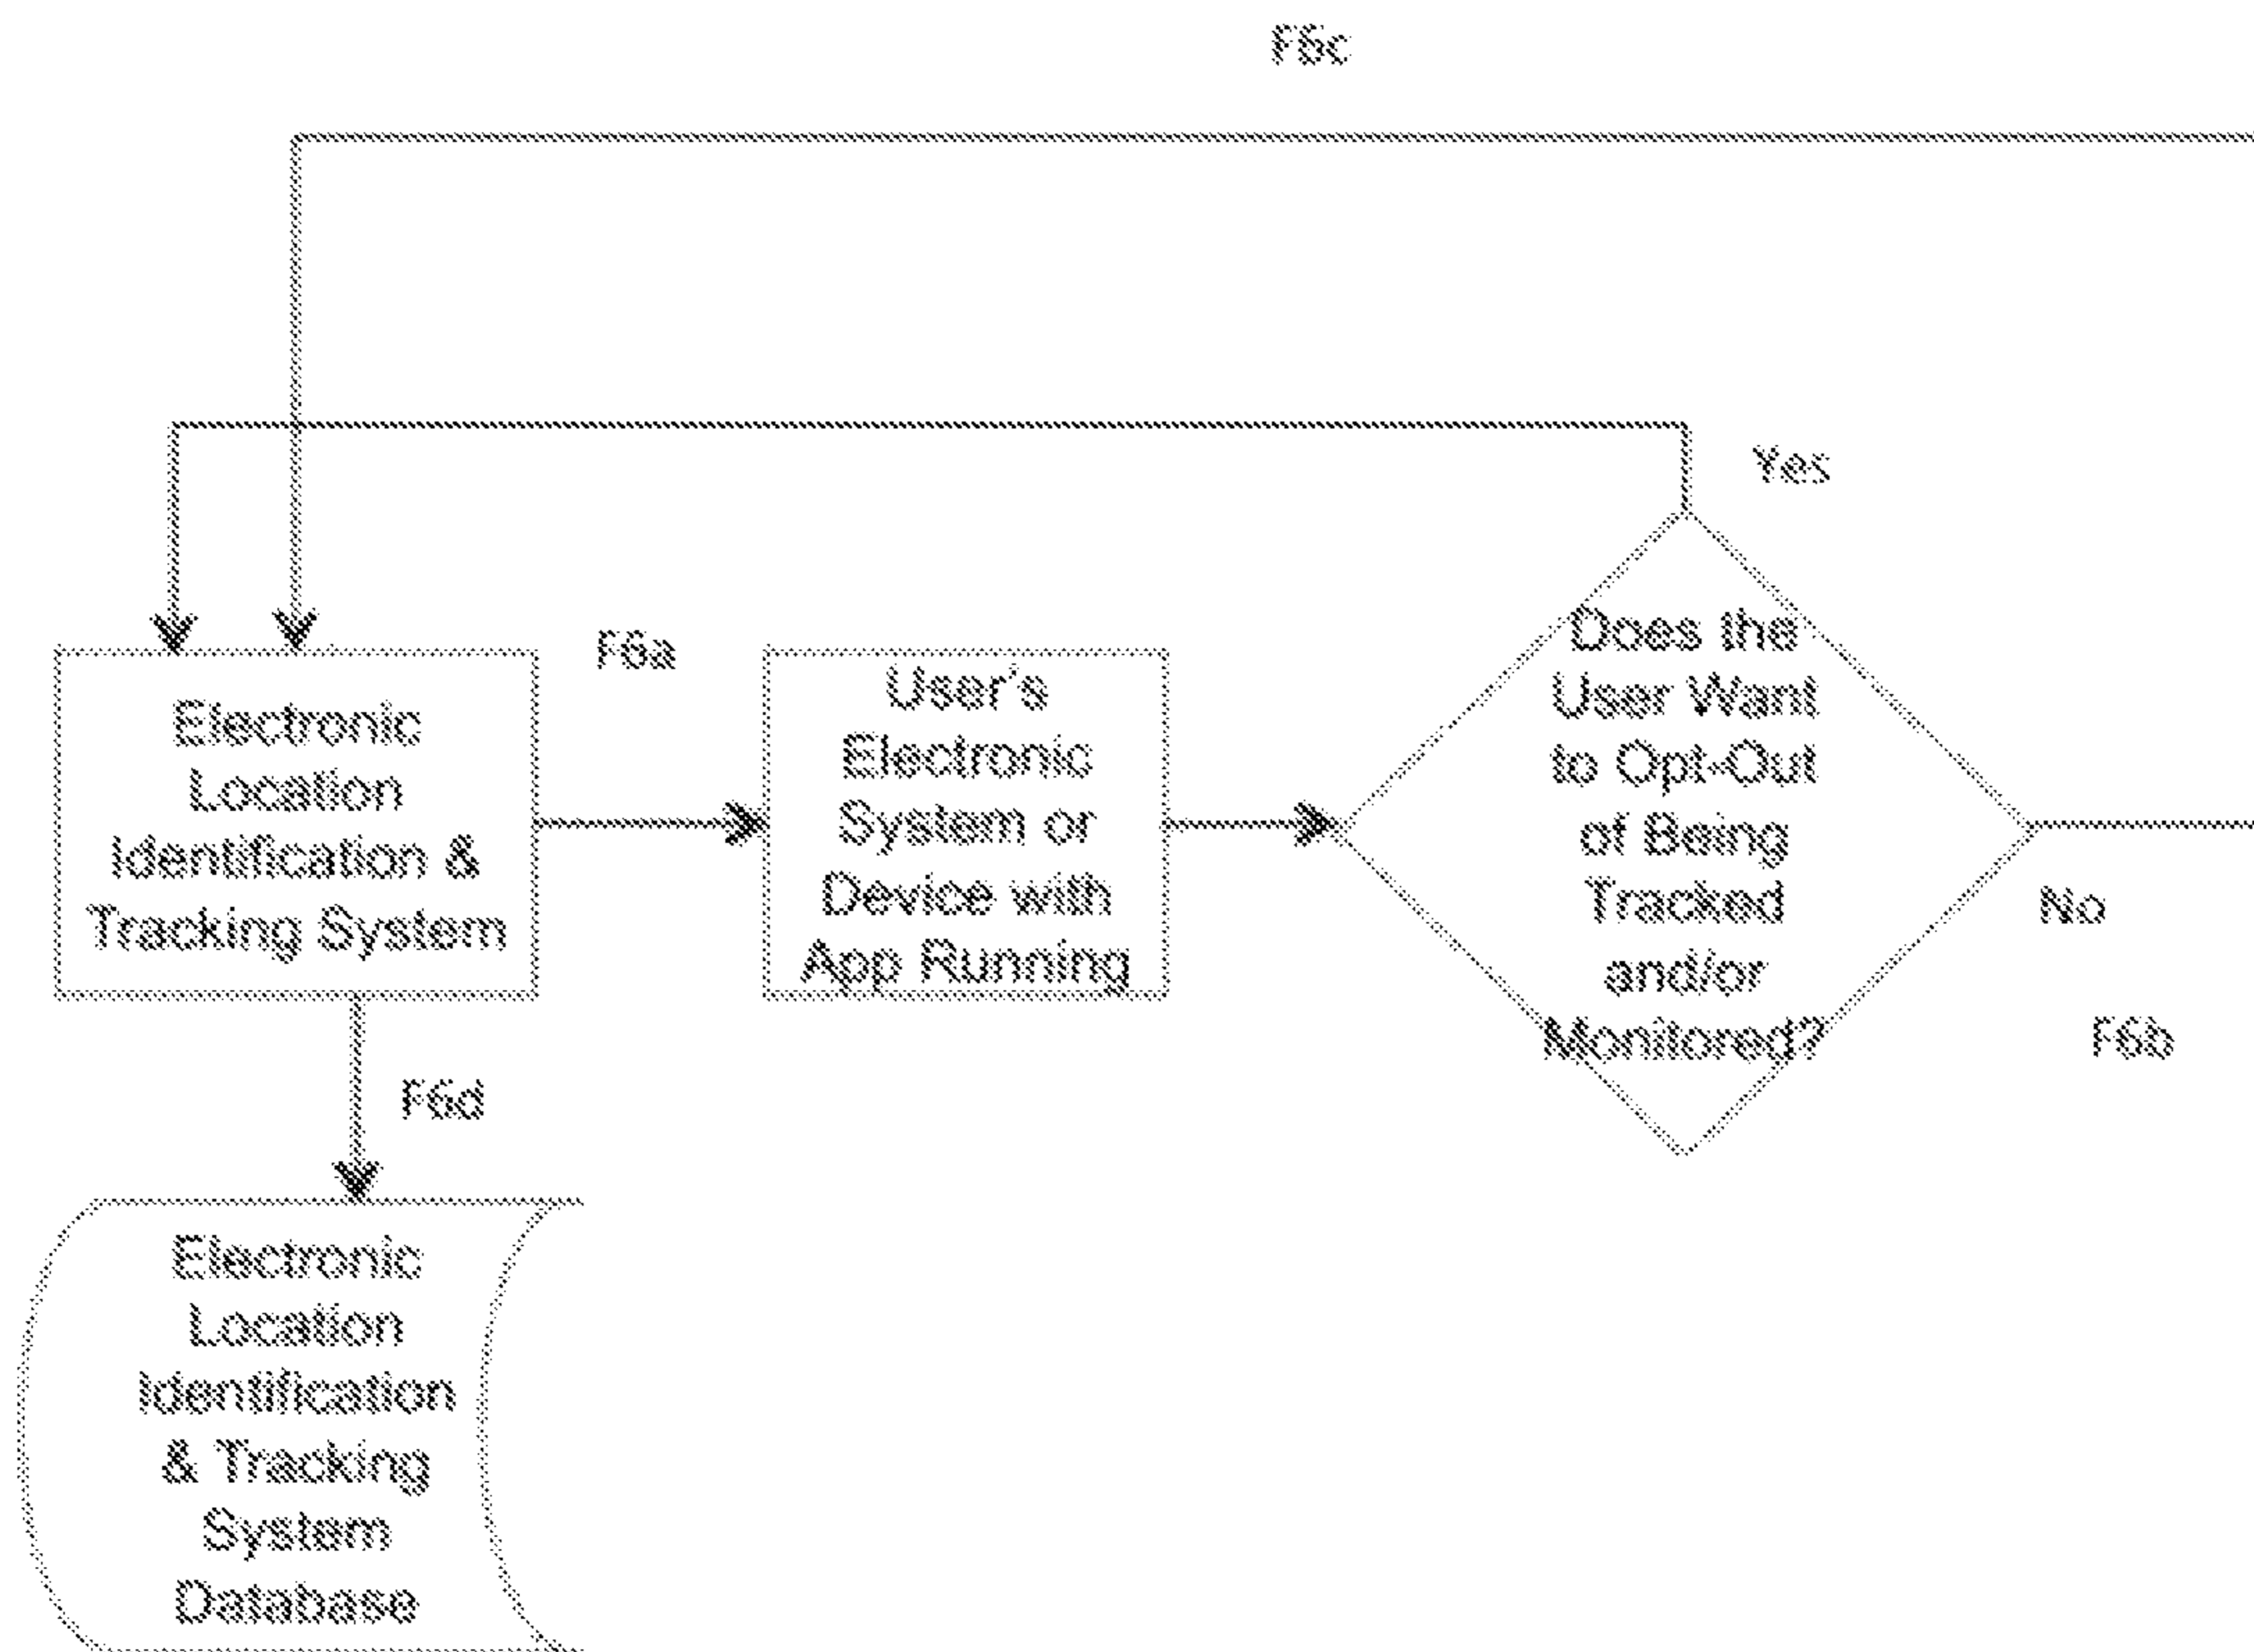 F6c
Yes
F6a
Electronic
Location
Identification &
Tracking System
User's
Electronic
System or
Device with
App Running
Does the
User Want
to Opt-Out
of Being
Tracked
and/or
Monitored?
No
F6b
F6d
Electronic
Location
Identification
& Tracking
System
Database